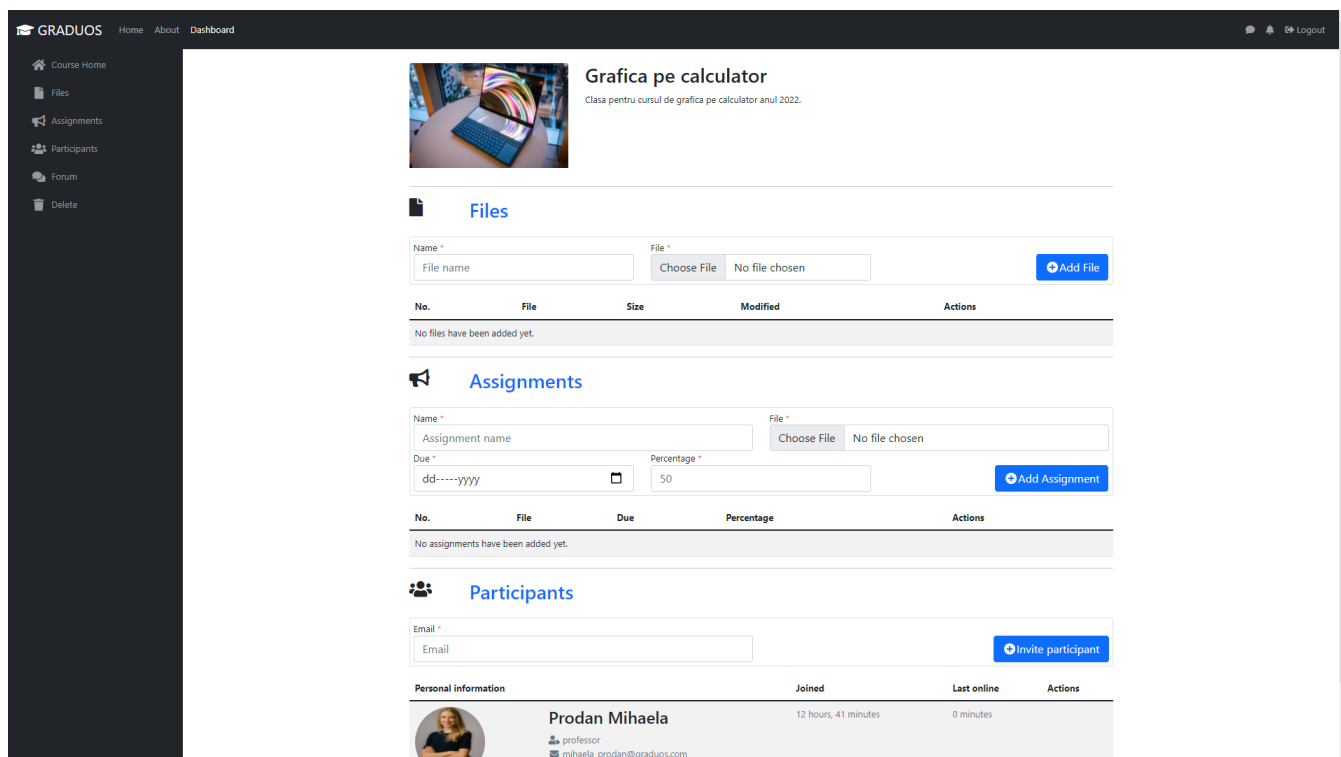 GRADUOS Home About Dashboard Logout
Course Home
Files
Assignments
Participants
Forum
Delete
Grafica pe calculator
Clasa pentru cursul de grafica pe calculator anul 2022.
Files
Name * File *
File name Choose File No file chosen Add File
No. File Size Modified Actions
No files have been added yet.
Assignments
Name * File *
Assignment name Choose File No file chosen
Due * Percentage *
dd-----yyyy 50 Add Assignment
No. File Due Percentage Actions
No assignments have been added yet.
Participants
Email *
Email Invite participant
Personal information Joined Last online Actions
Prodan Mihaela 12 hours, 41 minutes 0 minutes
professor
mihaela_prodan@graduos.com